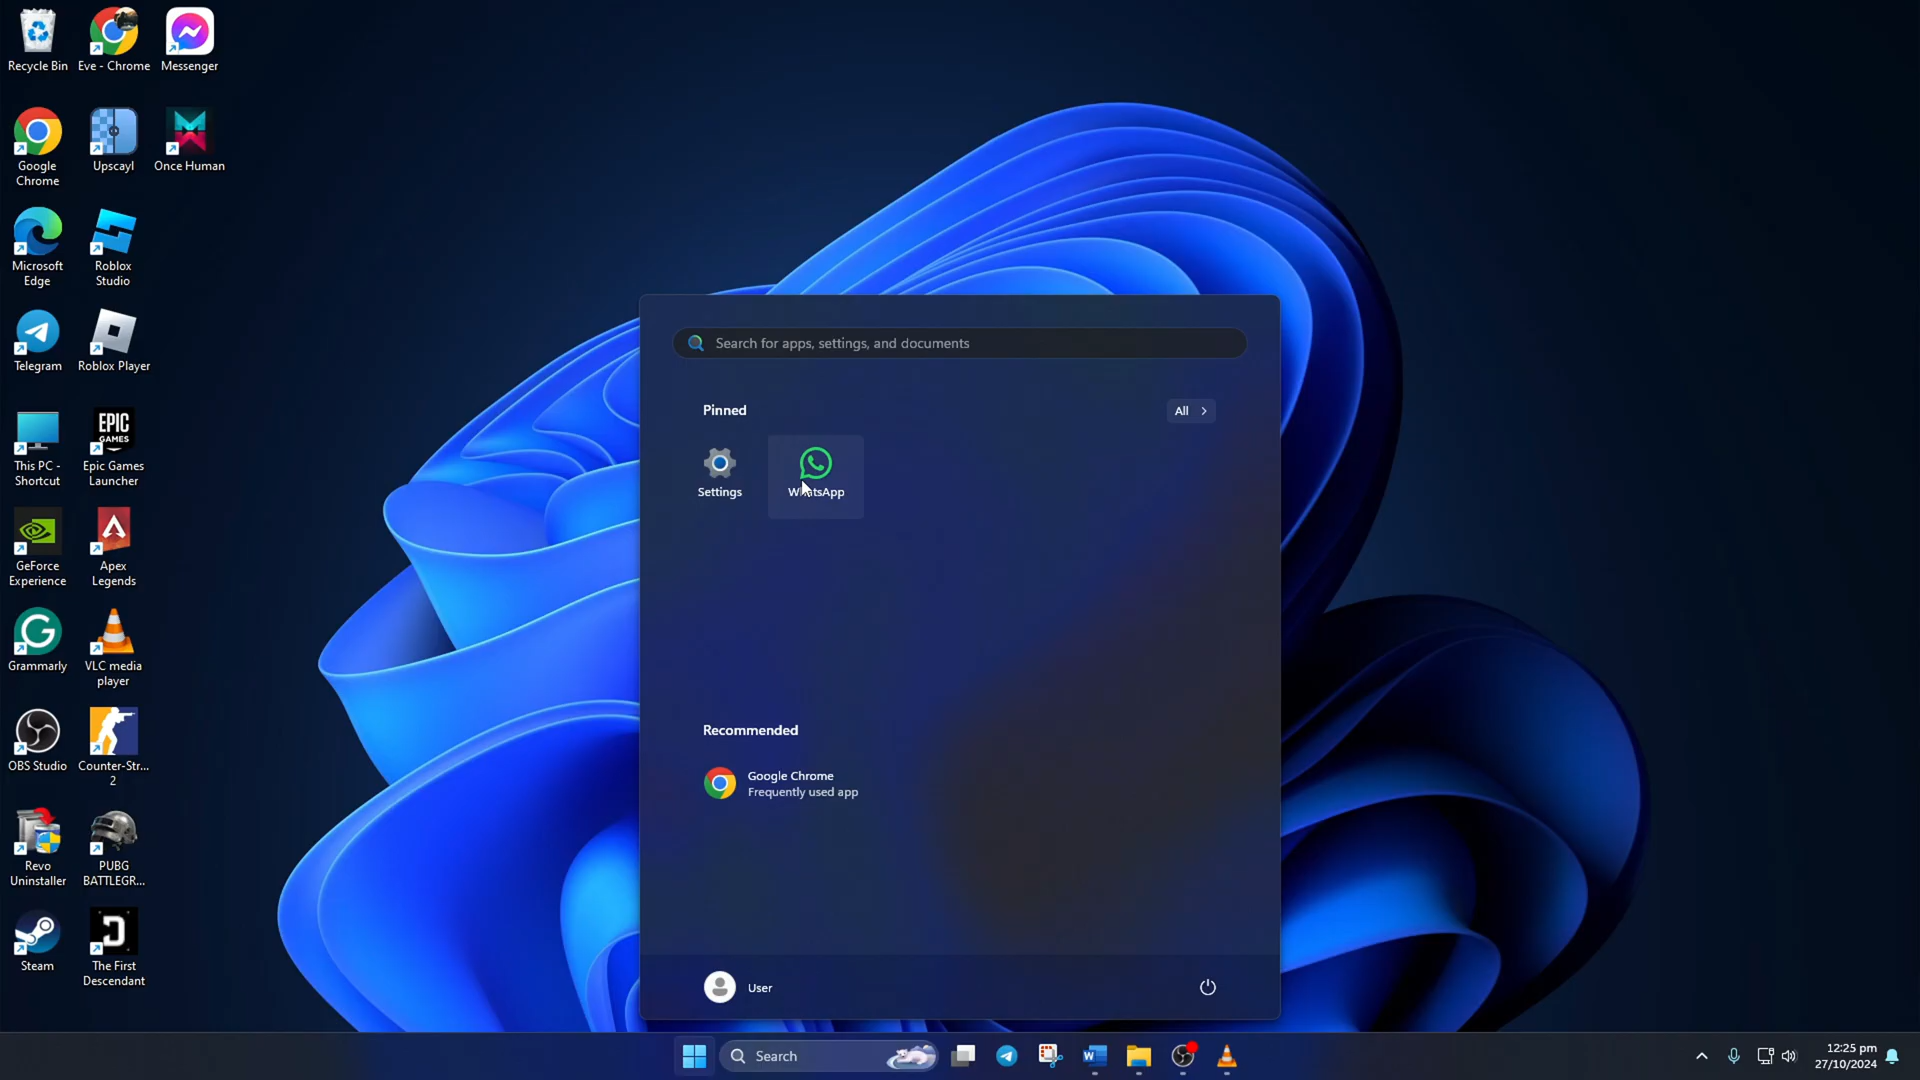 Recycle Bin
Eve - Chrome
Messenger
Google
Chrome
Upscayl
Once Human
Microsoft
Edge
Roblox
Studio
Telegram
Roblox Player
This PC -
Shortcut
EPIC
GAMES
Epic Games
Launcher
GeForce
Experience
Apex
Legends
Grammarly
VLC media
player
OBS Studio
Counter-Str...
2
Revo
Uninstaller
PUBG
BATTLEGR...
Steam
The First
Descendant
Search for apps, settings, and documents
Pinned
All
Settings
WhatsApp
Recommended
Google Chrome
Frequently used app
User
Search
12:25 pm
27/10/2024